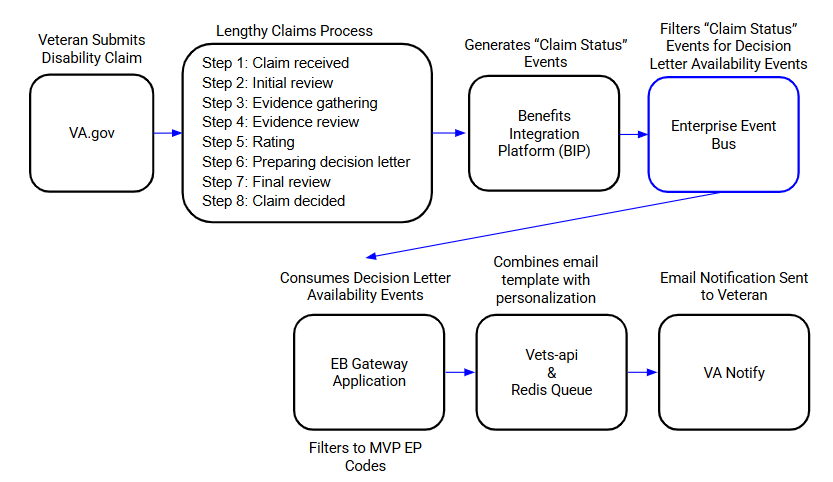 Veteran Submits
Disability Claim
VA.gov
Lengthy Claims Process
Step 1: Claim received
Step 2: Initial review
Step 3: Evidence gathering
Step 4: Evidence review
Step 5: Rating
Step 6: Preparing decision letter
Step 7: Final review
Step 8: Claim decided
Generates “Claim Status”
Events
Benefits
Integration
Platform (BIP)
Filters “Claim Status”
Events for Decision
Letter Availability Events
Enterprise Event
Bus
Consumes Decision Letter
Availability Events
EB Gateway
Application
Filters to MVP EP
Codes
Combines email
template with
personalization
Vets-api
&
Redis Queue
Email Notification Sent
to Veteran
VA Notify